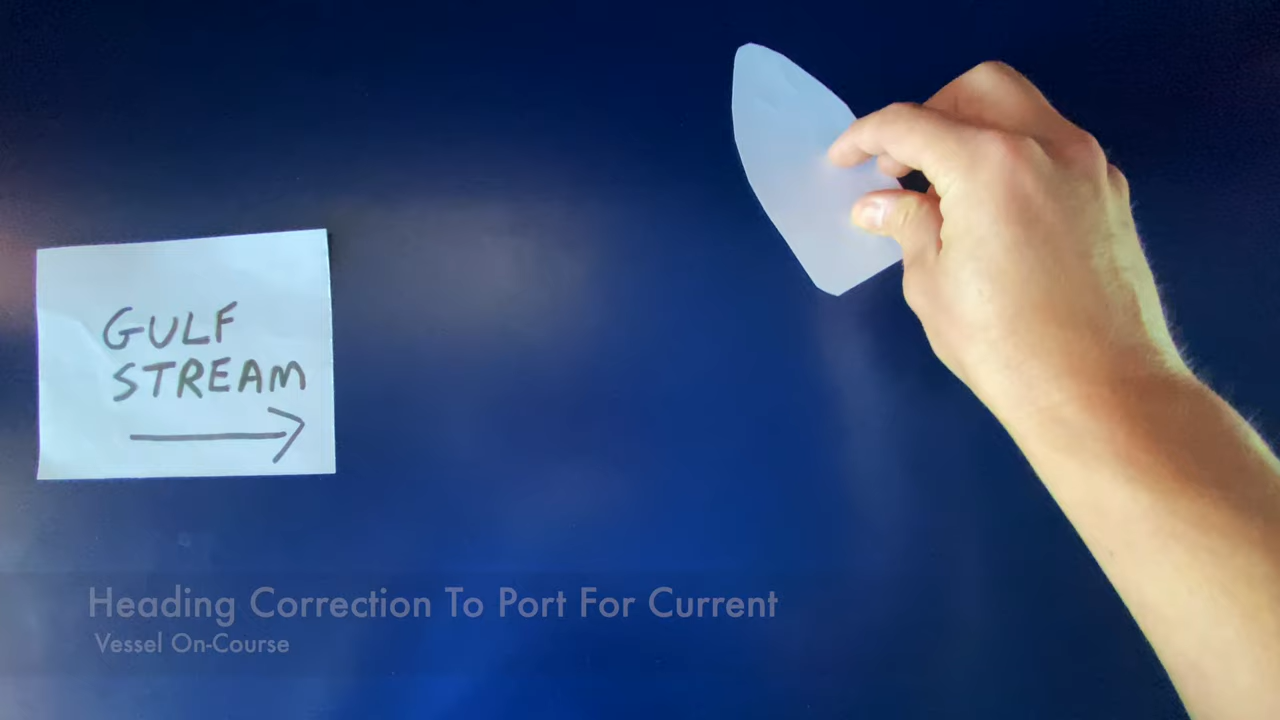 GULF
STREAM
Heading Correction To Port For Current
Vessel On-Course